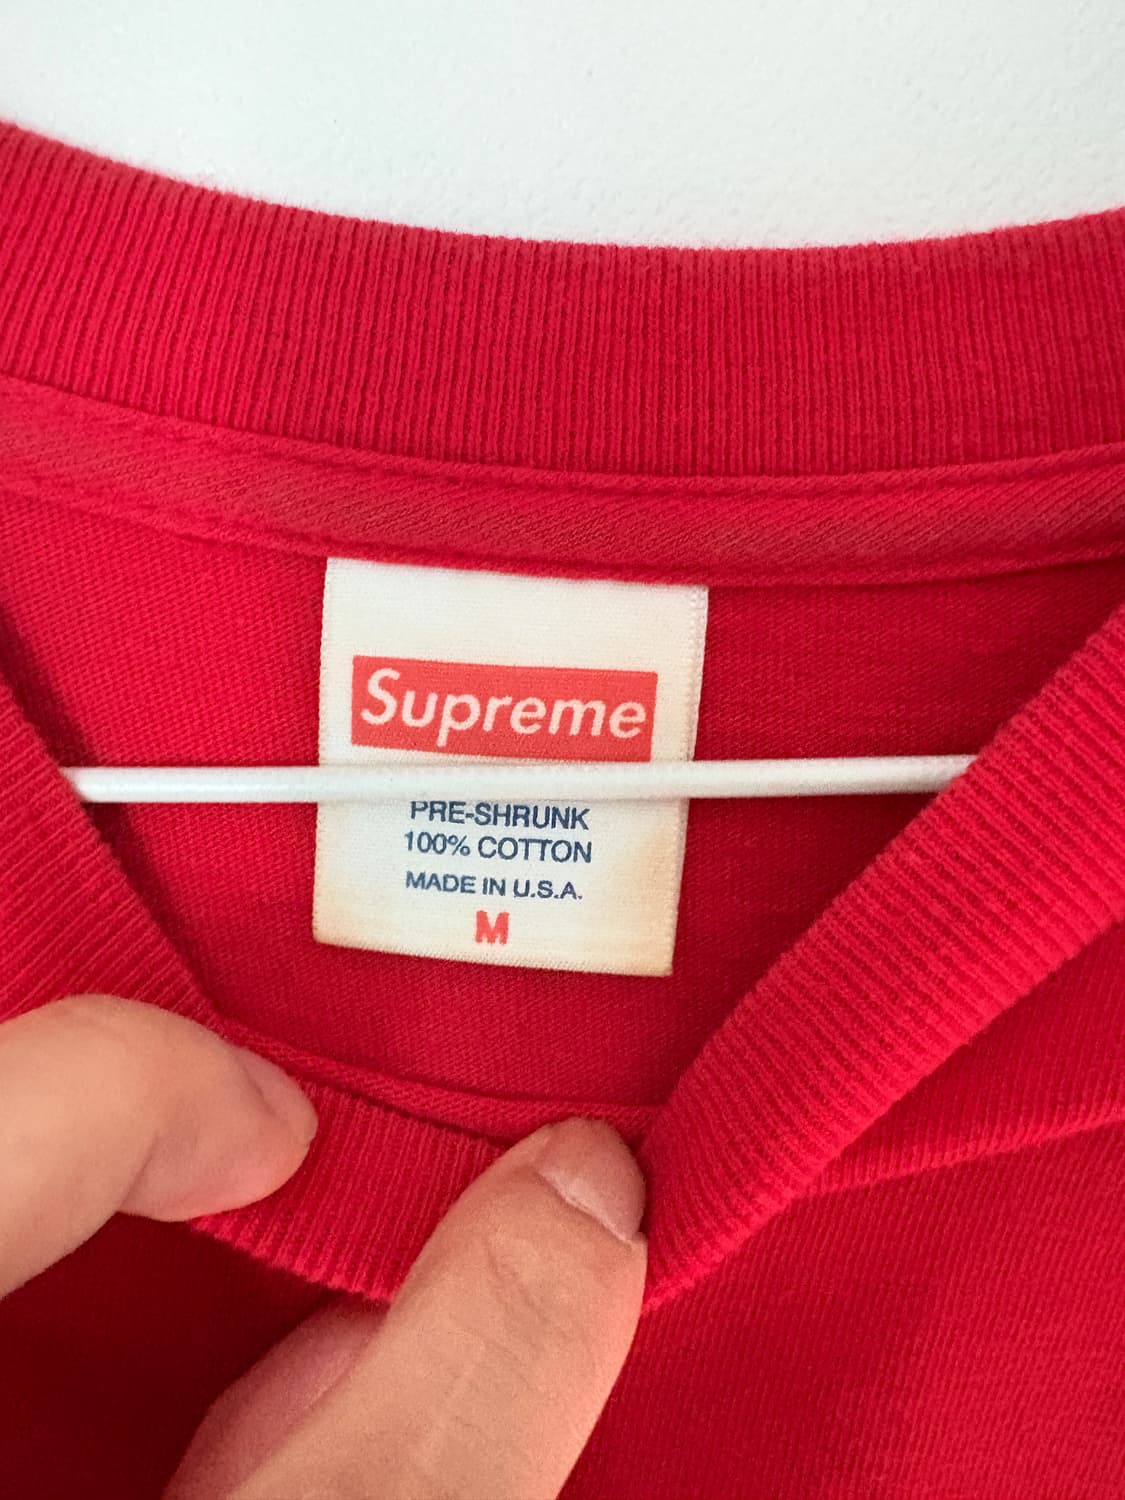 Supreme
PRE-SHRUNK
100% COTTON
MADE IN U.S.A.
M